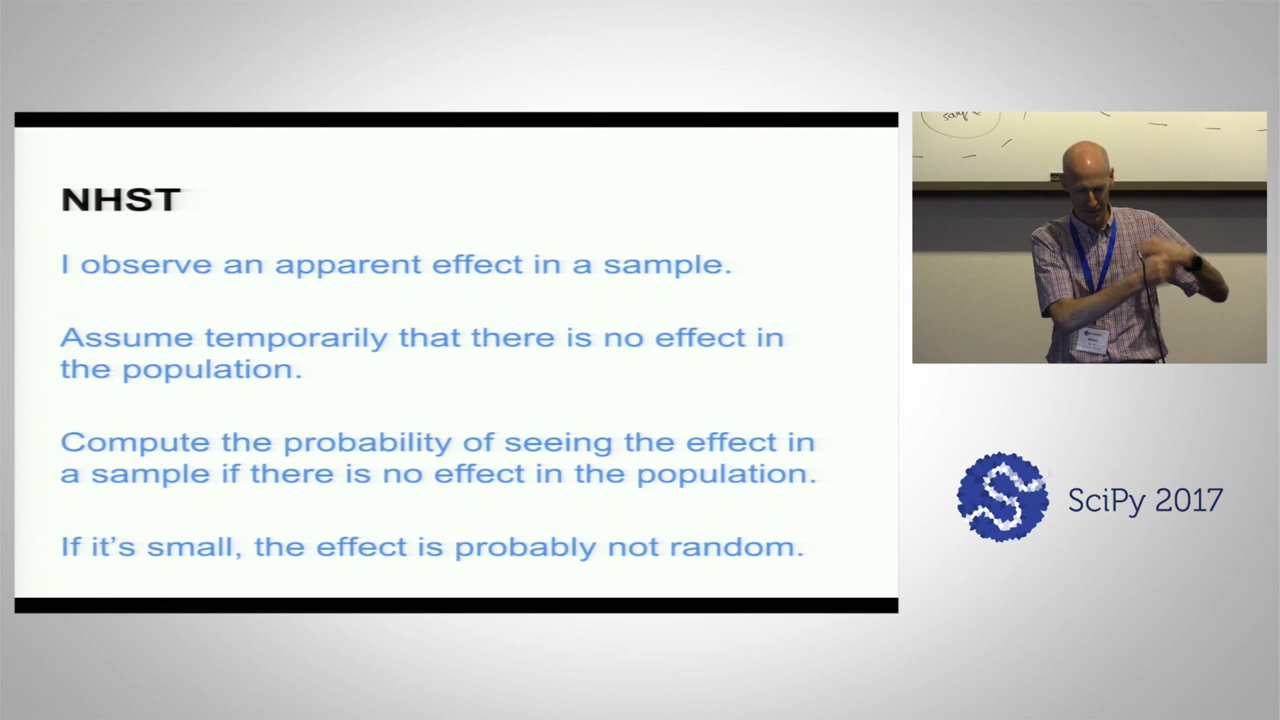 NHST
I observe an apparent effect in a sample.
Assume temporarily that there is no effect in
the population.
Compute the probability of seeing the effect in
a sample if there is no effect in the population.
If it's small, the effect is probably not random.
SciPy 2017